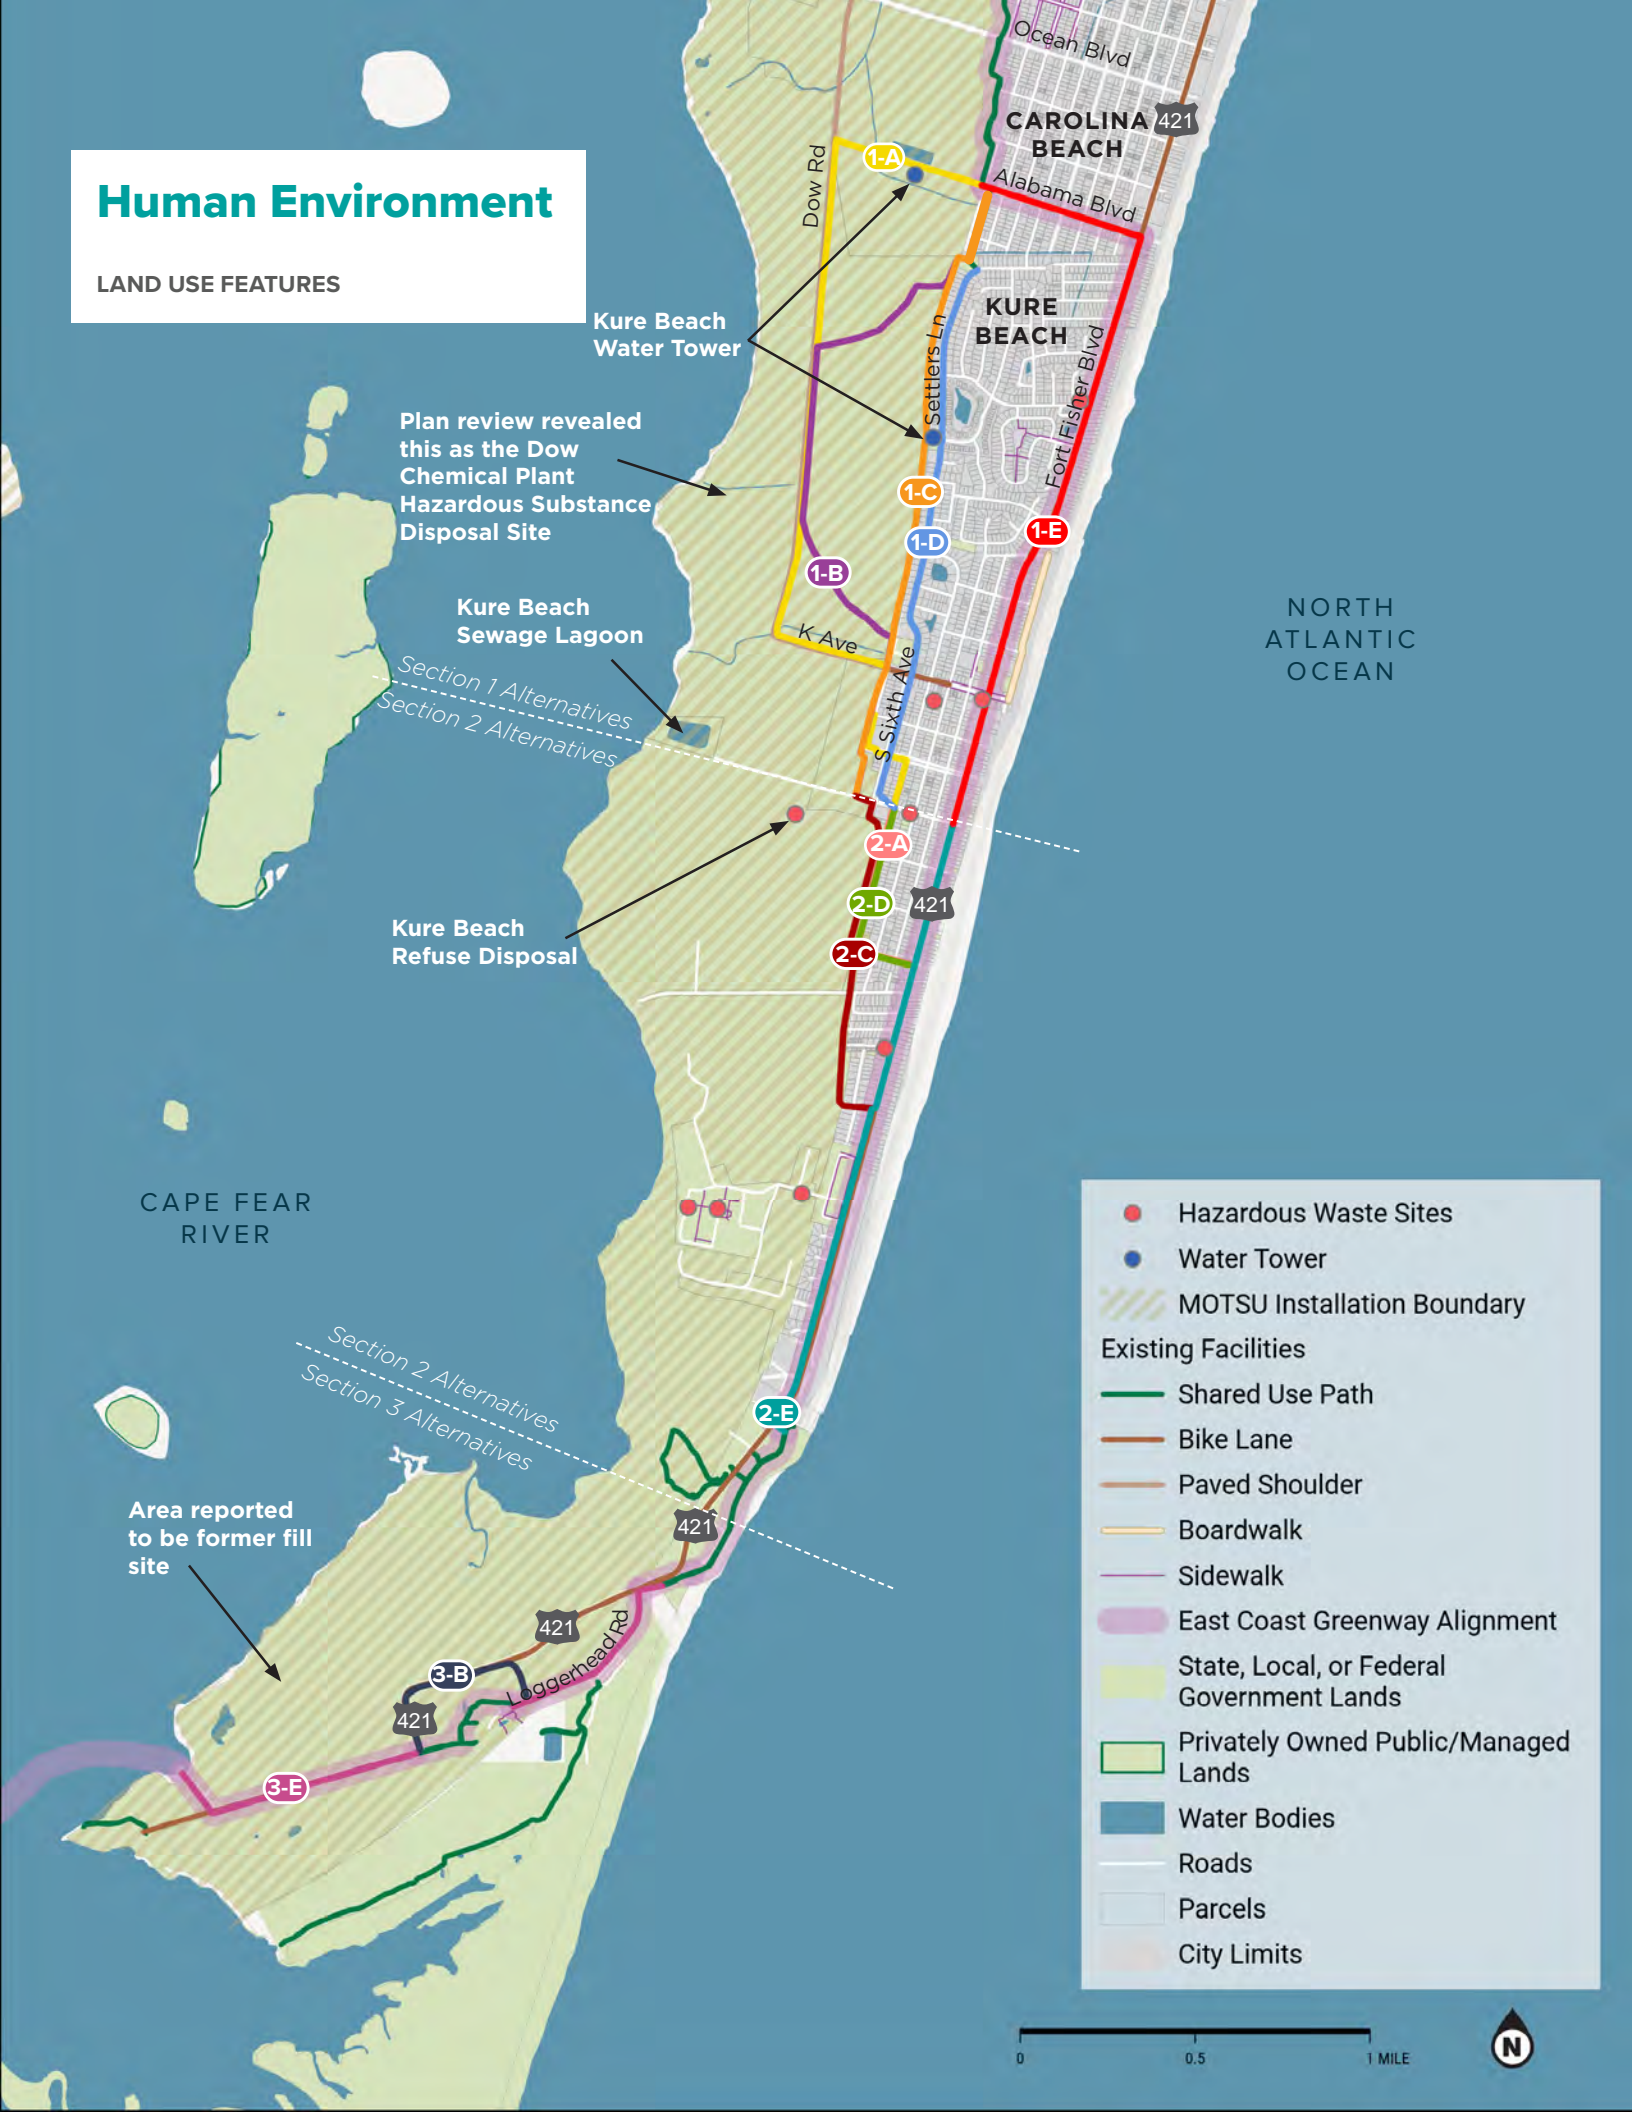 Human Environment
LAND USE FEATURES
Ocean Blvd
CAROLINA
BEACH
421
1-A
Dow Rd
Alabama Blvd
Kure Beach
Water Tower
KURE
BEACH
Settlers Ln
Fort Fisher Blvd
Plan review revealed
this as the Dow
Chemical Plant
Hazardous Substance
Disposal Site
1-C
1-D
1-E
1-B
Kure Beach
Sewage Lagoon
K Ave
S Sixth Ave
NORTH
ATLANTIC
OCEAN
Section 1 Alternatives
Section 2 Alternatives
2-A
2-D
421
2-C
Kure Beach
Refuse Disposal
CAPE FEAR
RIVER
Section 2 Alternatives
Section 3 Alternatives
2-E
421
Area reported
to be former fill
site
421
Loggerhead Rd
3-B
421
3-E
Hazardous Waste Sites
Water Tower
MOTSU Installation Boundary
Existing Facilities
Shared Use Path
Bike Lane
Paved Shoulder
Boardwalk
Sidewalk
East Coast Greenway Alignment
State, Local, or Federal
Government Lands
Privately Owned Public/Managed
Lands
Water Bodies
Roads
Parcels
City Limits
0
0.5
1 MILE
N